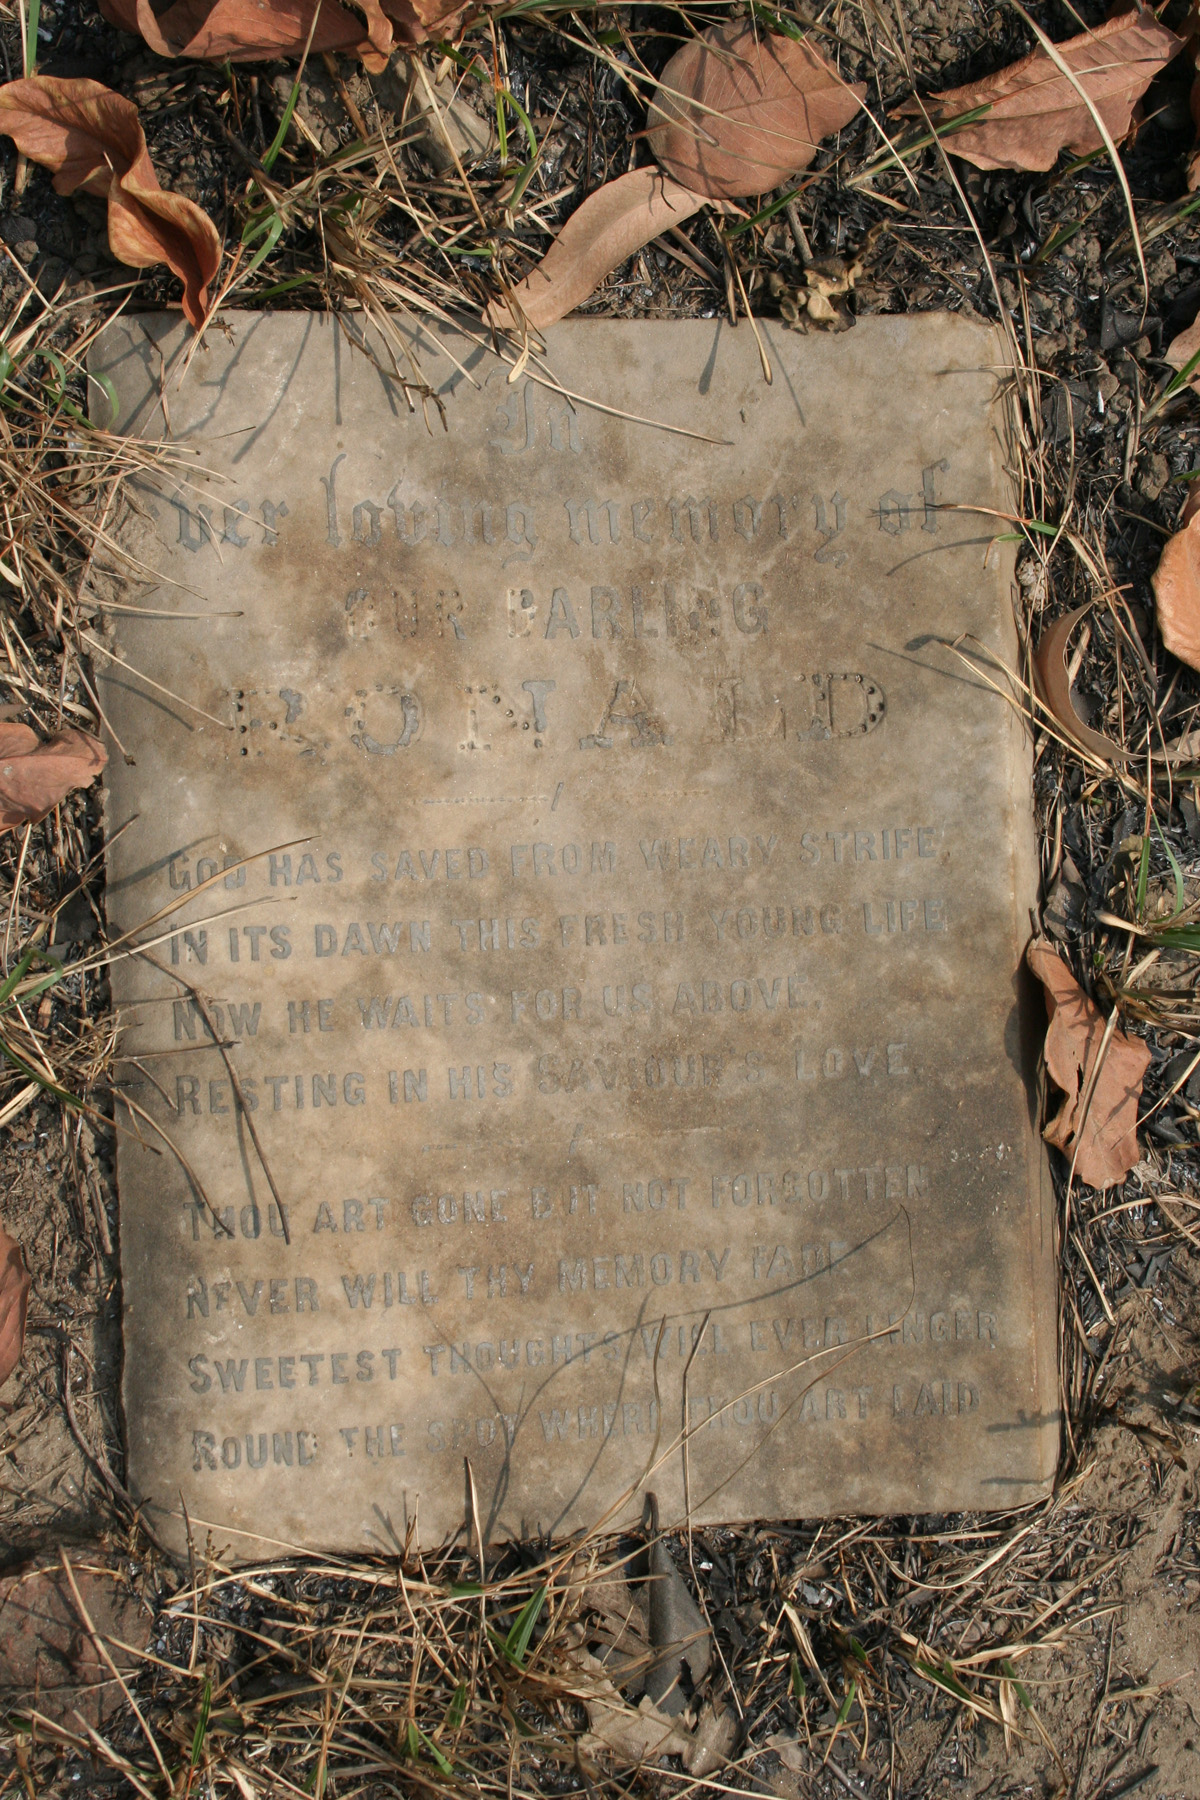 In
ever loving memory of
OUR DARLING
RONALD
GOD HAS SAVED FROM WEARY STRIFE
IN ITS DAWN THIS FRESH YOUNG LIFE
NOW HE WAITS FOR US ABOVE,
RESTING IN HIS SAVIOUR'S LOVE.
THOU ART GONE BUT NOT FORGOTTEN
NEVER WILL THY MEMORY FADE
SWEETEST THOUGHTS WILL EVER LINGER
ROUND THE SPOT WHERE THOU ART LAID